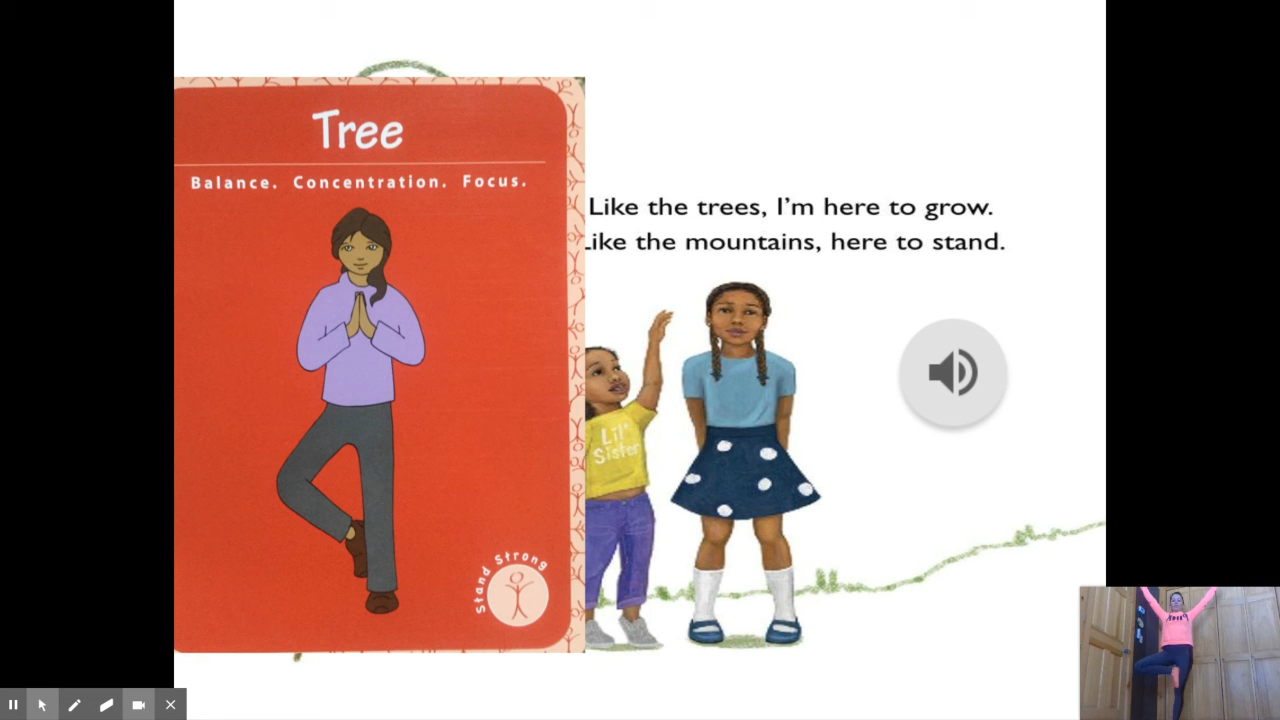 Tree
Balance. Concentration. Focus.
Stand Strong
Like the trees, I'm here to grow.
Like the mountains, here to stand.
Lil'
Sister